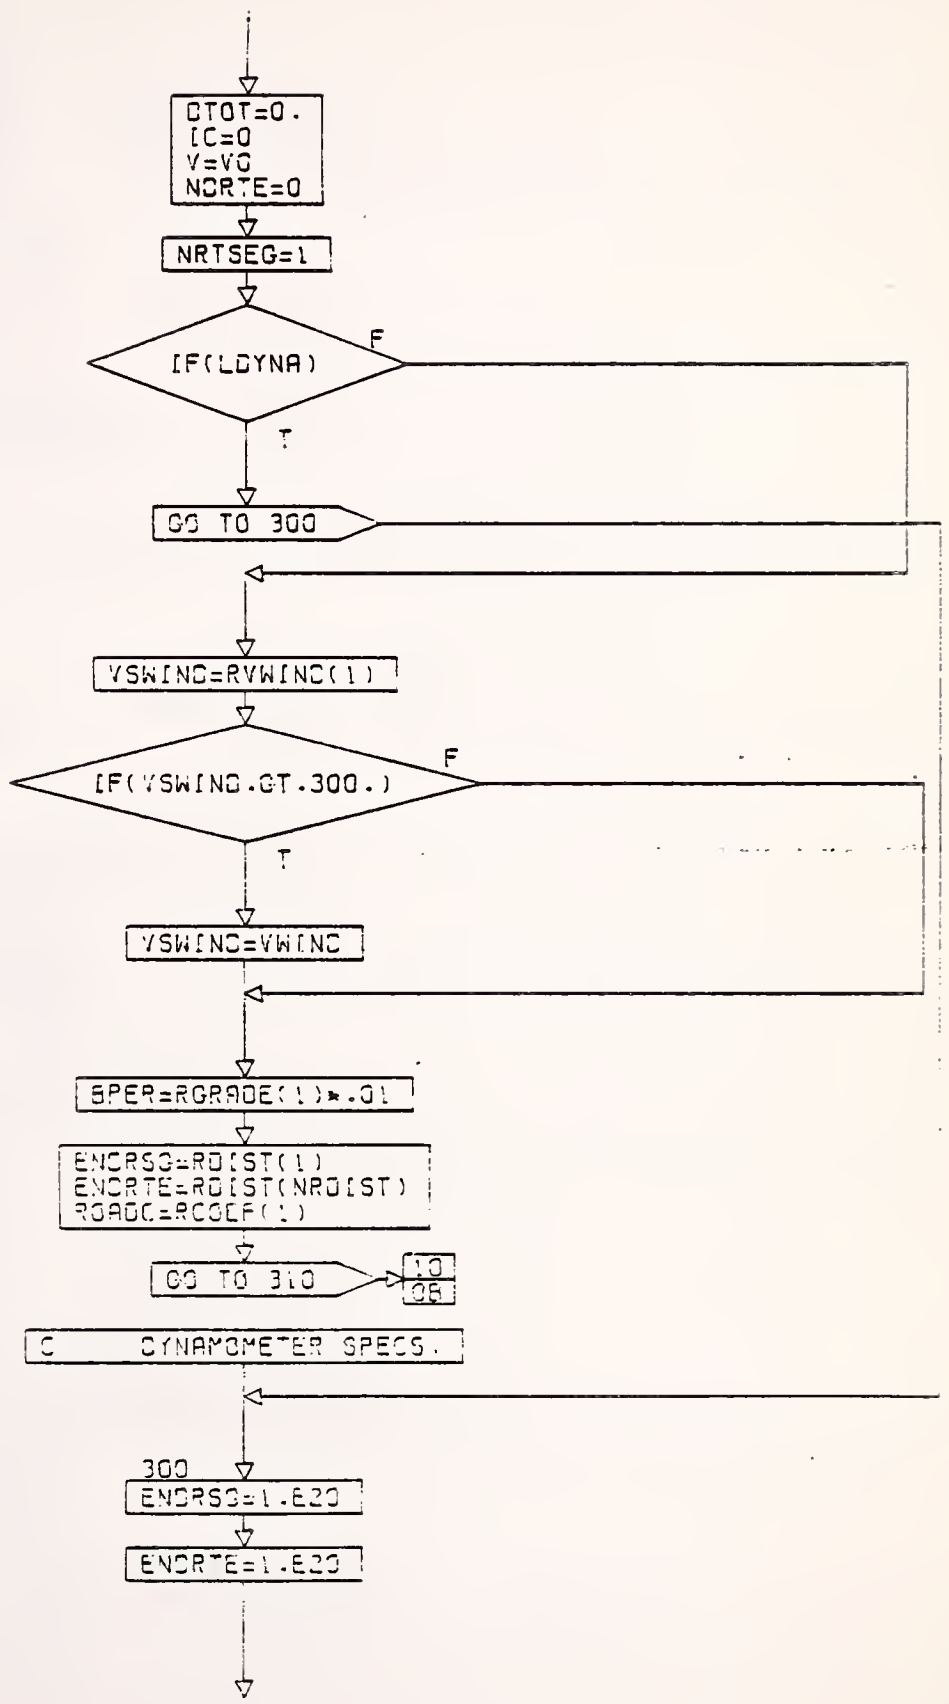 DTOT=0.
IC=0
V=V0
NORTE=0
NRTSEG=1
IF(LDYNA)
F
T
GO TO 300
VSWIND=RVWIND(1)
IF(VSWIND.GT.300.)
F
T
VSWIND=VWIND
GPER=RGRADE(1)*.01
ENDRSG=RDIST(1)
ENDRTE=RDIST(NRDIST)
ROADC=RCOEF(1)
GO TO 310
10
08
C DYNAMOMETER SPECS.
300
ENDRSG=1.E20
ENDRTE=1.E20